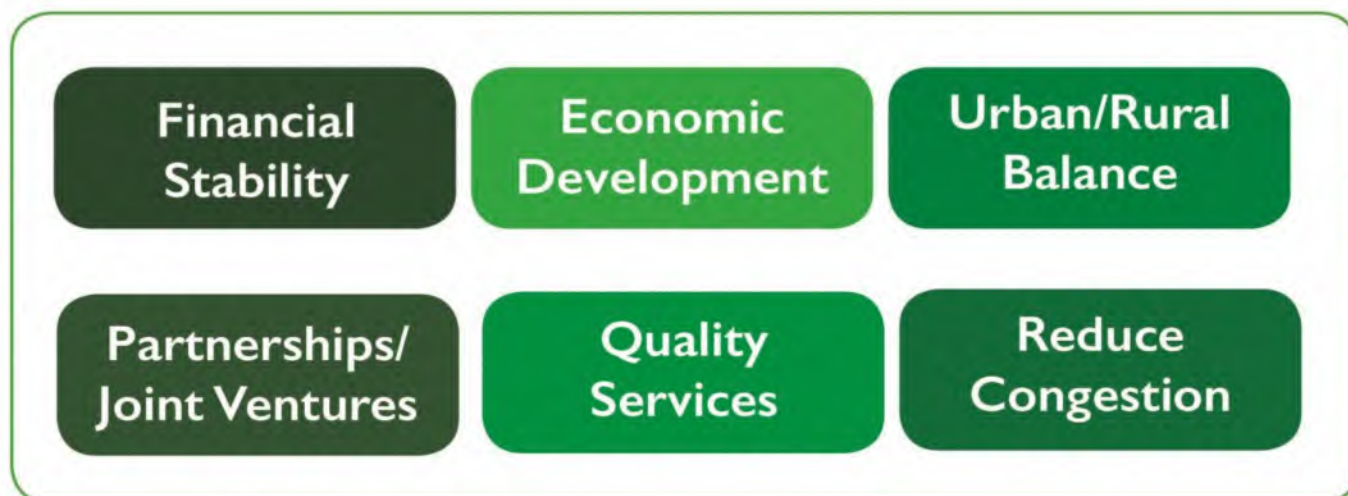 Financial
Stability
Economic
Development
Urban/Rural
Balance
Partnerships/
Joint Ventures
Quality
Services
Reduce
Congestion